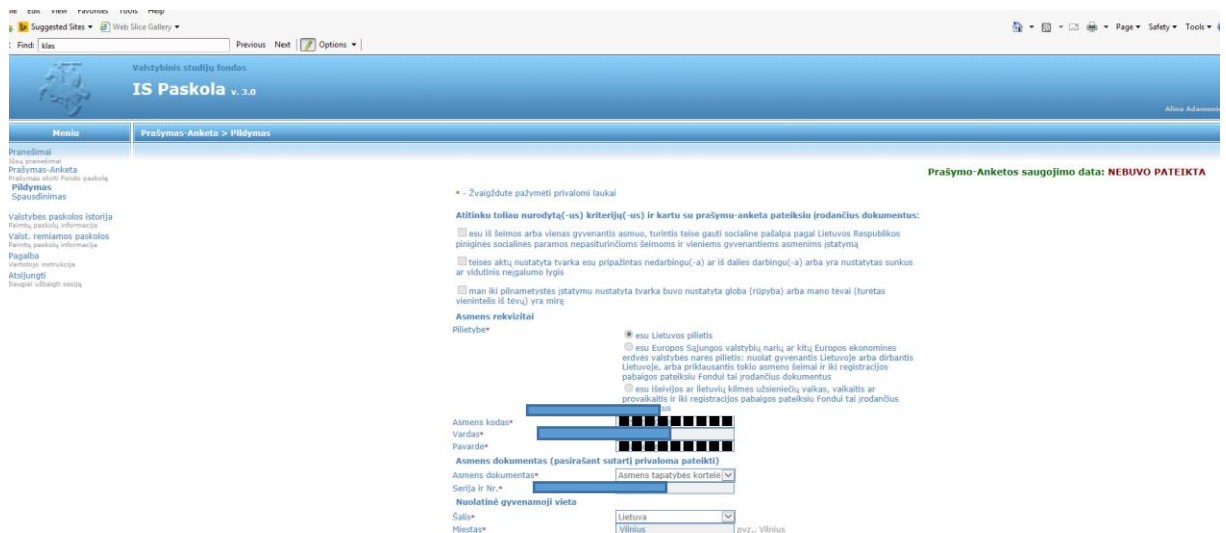 File Edit View Favorites Tools Help
Suggested Sites Web Slice Gallery
Page Safety Tools
Find: klas Previous Next Options
Valstybinis studijų fondas
IS Paskola v. 3.0
Alina
Meniu
Prašymas-Anketa > Pildymas
Pranešimai
Jūsų pranešimai
Prašymas-Anketa
Prašymas skirti Fondo paskolą
Pildymas
Spausdinimas
Valstybės paskolos istorija
Paimtų paskolų informacija
Valst. remiamos paskolos
Paimtų paskolų informacija
Pagalba
Vartotojo instrukcija
Atsijungti
Saugiai užbaigti sesiją
Prašymo-Anketos saugojimo data: NEBUVO PATEIKTA
* - Žvaigždute pažymėti privalomi laukai
Atitinku toliau nurodytą(-us) kriterijų(-us) ir kartu su prašymu-anketa pateiksiu įrodančius dokumentus:
esu iš šeimos arba vienas gyvenantis asmuo, turintis teisę gauti socialinę pašalpą pagal Lietuvos Respublikos
piniginės socialinės paramos nepasiturinčioms šeimoms ir vieniems gyvenantiems asmenims įstatymą
teisės aktų nustatyta tvarka esu pripažintas nedarbingu(-a) ar iš dalies darbingu(-a) arba yra nustatytas sunkus
ar vidutinis neįgalumo lygis
man iki pilnametystės įstatymu nustatyta tvarka buvo nustatyta globa (rūpyba) arba mano tėvai (turėtas
vienintelis iš tėvų) yra mirę
Asmens rekvizitai
Pilietybė*
esu Lietuvos pilietis
esu Europos Sąjungos valstybių narių ar kitų Europos ekonominės
erdvės valstybės narės pilietis: nuolat gyvenantis Lietuvoje arba dirbantis
Lietuvoje, arba priklausantis tokio asmens šeimai ir iki registracijos
pabaigos pateiksiu Fondui tai įrodančius dokumentus
esu išeivijos ar lietuvių kilmės užsieniečių vaikas, vaikaitis ar
provaikaitis ir iki registracijos pabaigos pateiksiu Fondui tai įrodančius
us
Asmens kodas*
Vardas*
Pavardė*
Asmens dokumentas (pasirašant sutartį privaloma pateikti)
Asmens dokumentas* Asmens tapatybės kortelė
Serija ir Nr.*
Nuolatinė gyvenamoji vieta
Šalis* Lietuva
Miestas* Vilnius pvz., Vilnius